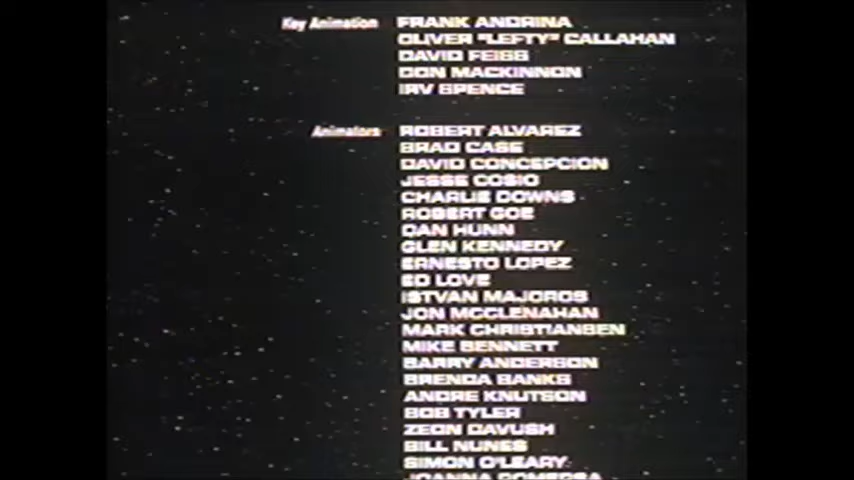 Key Animation FRANK ANDRINA
OLIVER "LEFTY" CALLAHAN
DAVID FEISS
DON MACKINNON
IRV SPENCE
Animators ROBERT ALVAREZ
BRAD CASE
DAVID CONCEPCION
JESSE COSIO
CHARLIE DOWNS
ROBERT GOE
DAN HUNN
GLEN KENNEDY
ERNESTO LOPEZ
ED LOVE
ISTVAN MAJOROS
JON MCCLENAHAN
MARK CHRISTIANSEN
MIKE BENNETT
BARRY ANDERSON
BRENDA BANKS
ANDRE KNUTSON
BOB TYLER
ZEON DAVUSH
BILL NUNES
SIMON O'LEARY
JOANNA ROMERSA